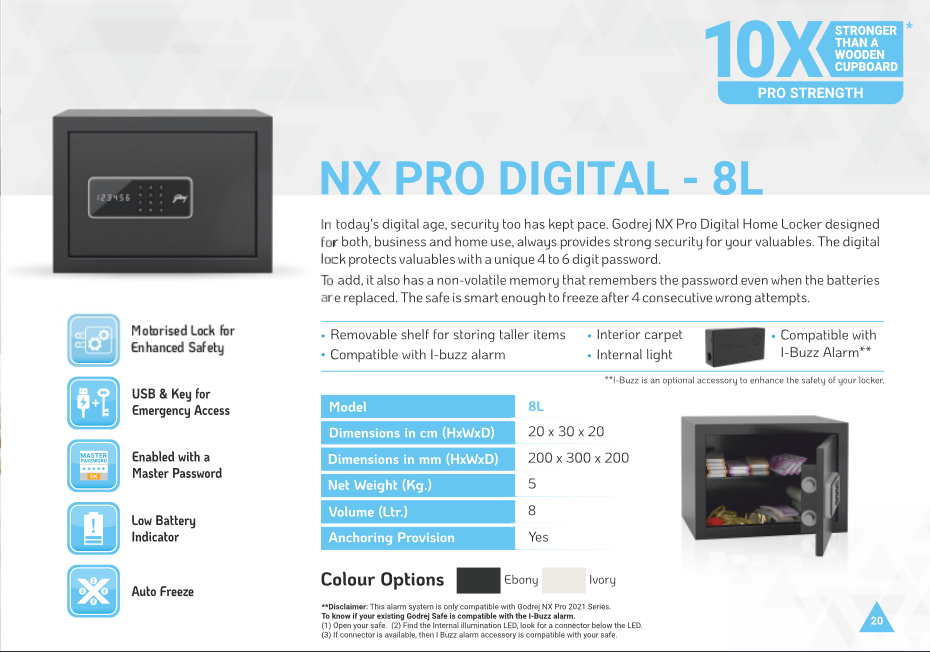 10X
STRONGER
THAN A
WOODEN
CUPBOARD
*
PRO STRENGTH
123456
NX PRO DIGITAL - 8L
In today's digital age, security too has kept pace. Godrej NX Pro Digital Home Locker designed
for both, business and home use, always provides strong security for your valuables. The digital
lock protects valuables with a unique 4 to 6 digit password.
To add, it also has a non-volatile memory that remembers the password even when the batteries
are replaced. The safe is smart enough to freeze after 4 consecutive wrong attempts.
Motorised Lock for
Enhanced Safety
USB & Key for
Emergency Access
MASTER
PASSWORD
*****
OK
Enabled with a
Master Password
Low Battery
Indicator
Auto Freeze
• Removable shelf for storing taller items
• Compatible with I-buzz alarm
• Interior carpet
• Internal light
• Compatible with
I-Buzz Alarm**
**I-Buzz is an optional accessory to enhance the safety of your locker.
Model 8L
Dimensions in cm (HxWxD) 20 x 30 x 20
Dimensions in mm (HxWxD) 200 x 300 x 200
Net Weight (Kg.) 5
Volume (Ltr.) 8
Anchoring Provision Yes
Colour Options Ebony Ivory
**Disclaimer: This alarm system is only compatible with Godrej NX Pro 2021 Series.
To know if your existing Godrej Safe is compatible with the I-Buzz alarm.
(1) Open your safe. (2) Find the Internal illumination LED, look for a connector below the LED.
(3) If connector is available, then I Buzz alarm accessory is compatible with your safe.
20